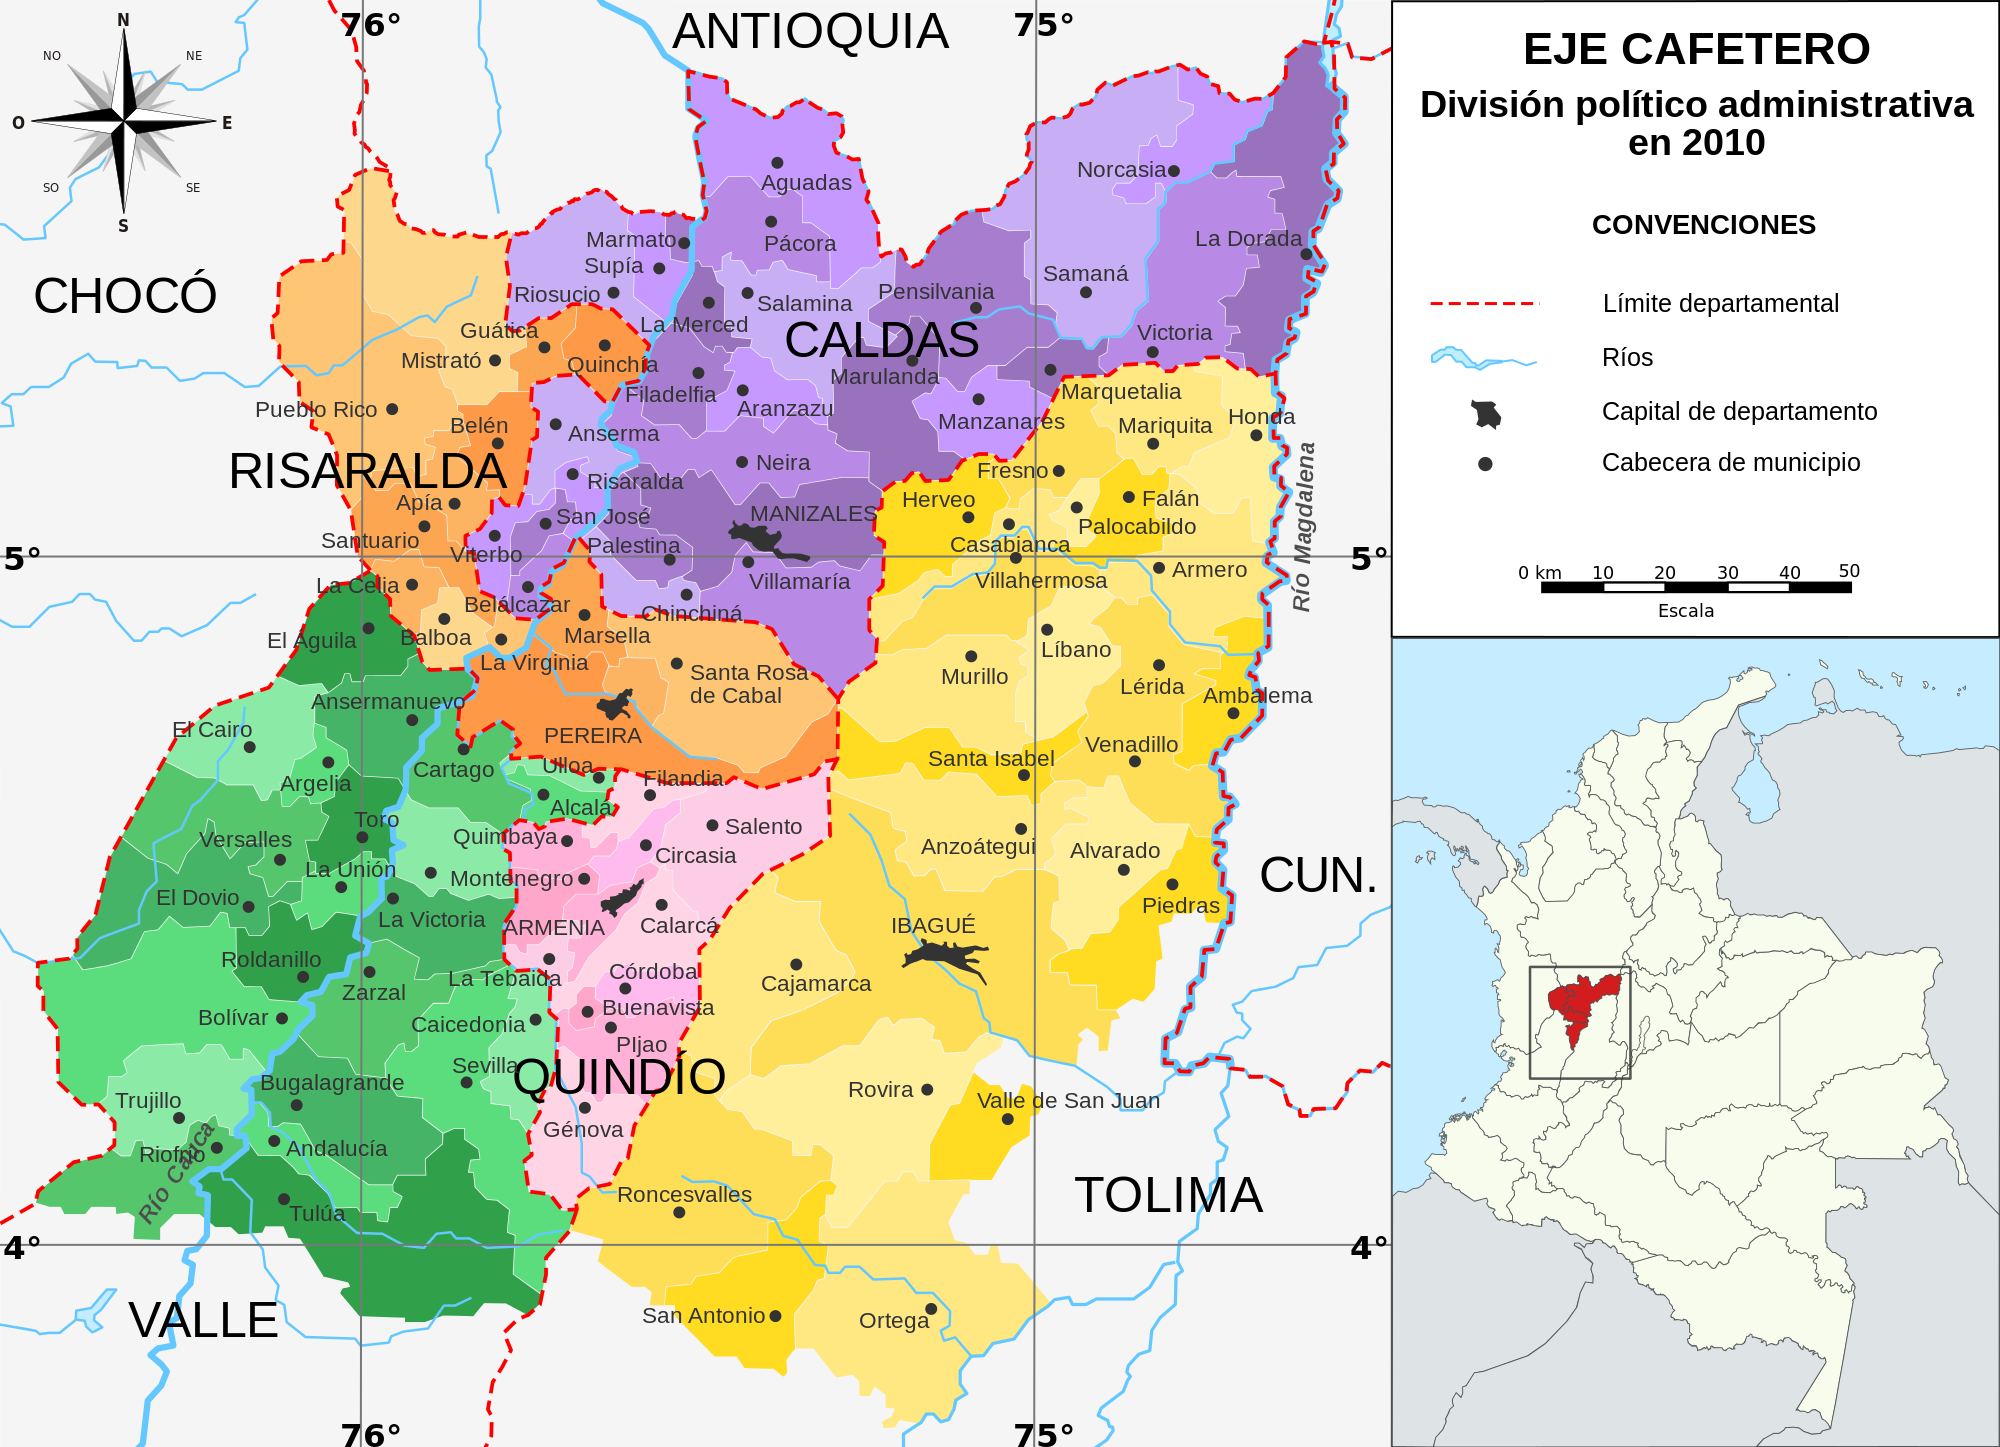 N
NO
NE
O
E
SO
SE
S
76°
75°
ANTIOQUIA
CHOCÓ
CALDAS
RISARALDA
QUINDÍO
TOLIMA
VALLE
CUN.
5°
5°
4°
4°
76°
75°
Aguadas
Norcasia
Marmato
Pácora
La Dorada
Supía
Samaná
Riosucio
Salamina
Pensilvania
Guática
La Merced
Victoria
Mistrató
Quinchía
Marulanda
Filadelfia
Marquetalia
Pueblo Rico
Aranzazu
Manzanares
Mariquita
Honda
Belén
Anserma
Neira
Fresno
Risaralda
Herveo
Falán
Apía
San José
MANIZALES
Palocabildo
Santuario
Viterbo
Palestina
Casabianca
La Celia
Villamaría
Villahermosa
Armero
Belálcazar
Chinchiná
El Águila
Balboa
Marsella
Líbano
La Virginia
Santa Rosa
de Cabal
Murillo
Lérida
Ansermanuevo
Ambalema
El Cairo
PEREIRA
Cartago
Ulloa
Filandia
Santa Isabel
Venadillo
Argelia
Alcalá
Toro
Quimbaya
Salento
Versalles
Circasia
Anzoátegui
Alvarado
La Unión
Montenegro
El Dovio
La Victoria
ARMENIA
Calarcá
IBAGUÉ
Piedras
Roldanillo
La Tebaida
Córdoba
Cajamarca
Zarzal
Buenavista
Bolívar
Caicedonia
PIjao
Sevilla
Bugalagrande
Rovira
Trujillo
Valle de San Juan
Génova
Riofrío
Andalucía
Roncesvalles
Tulúa
San Antonio
Ortega
Río Magdalena
Río Cauca
EJE CAFETERO
División político administrativa
en 2010
CONVENCIONES
Límite departamental
Ríos
Capital de departamento
Cabecera de municipio
0 km 10 20 30 40 50
Escala